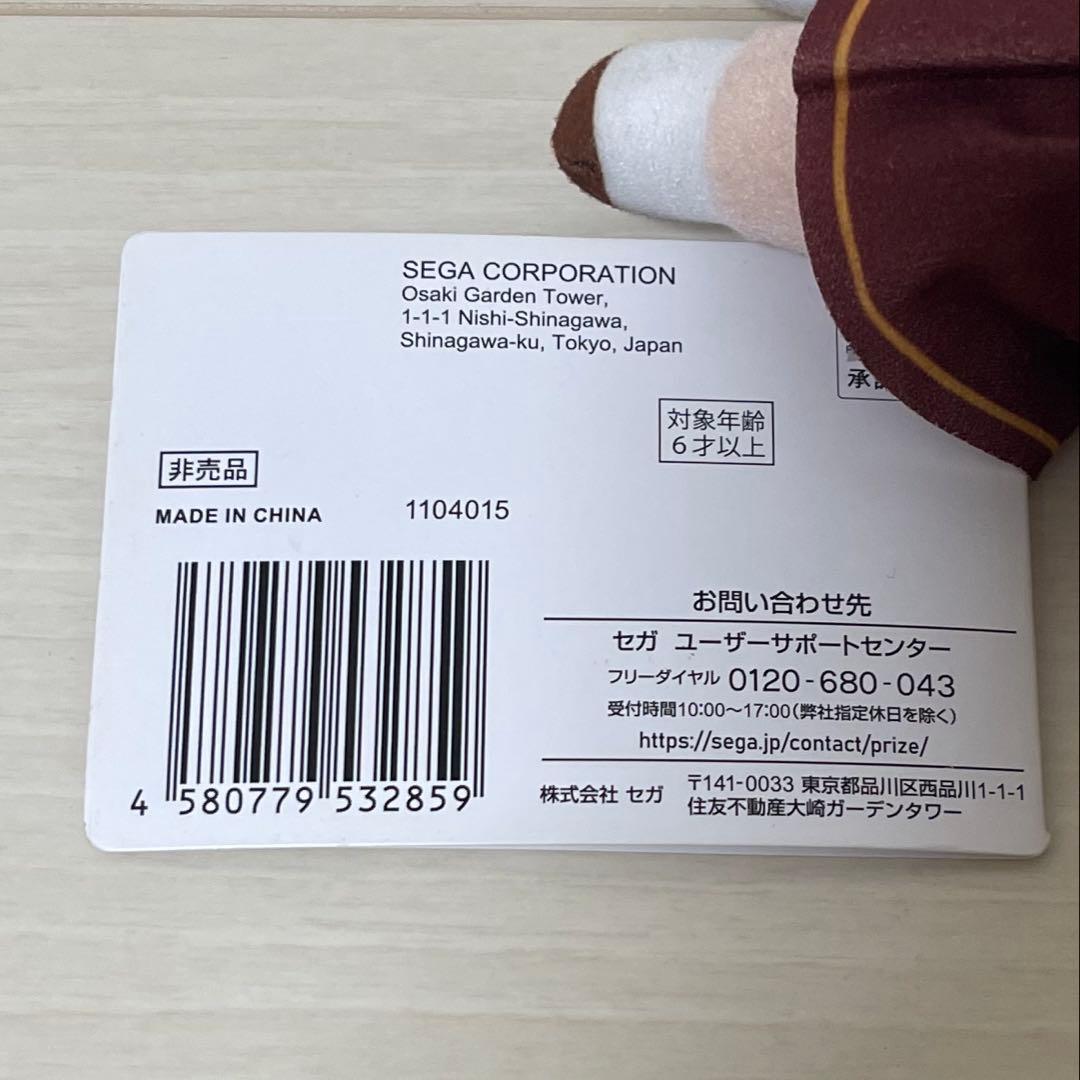 SEGA CORPORATION
Osaki Garden Tower,
1-1-1 Nishi-Shinagawa,
Shinagawa-ku, Tokyo, Japan
対象年齢
6才以上
非売品
MADE IN CHINA
1104015
4 580779 532859
お問い合わせ先
セガ ユーザーサポートセンター
フリーダイヤル 0120-680-043
受付時間10:00〜17:00(弊社指定休日を除く)
https://sega.jp/contact/prize/
株式会社 セガ
〒141-0033 東京都品川区西品川1-1-1
住友不動産大崎ガーデンタワー